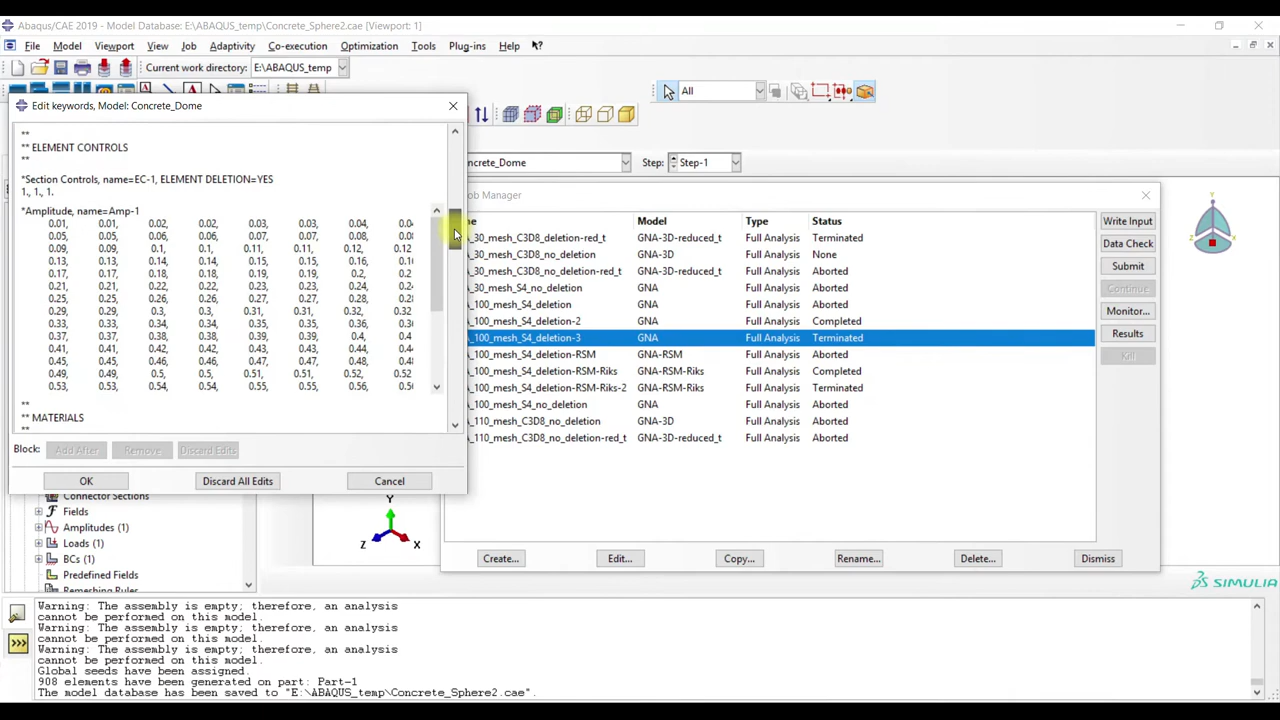 Abaqus/CAE 2019 - Model Database: E:\ABAQUS_temp\Concrete_Sphere2.cae [Viewport: 1]
File Model Viewport View Job Adaptivity Co-execution Optimization Tools Plug-ins Help
Current work directory: E:\ABAQUS_temp
All
Edit keywords, Model: Concrete_Dome
Step: Step-1
**
** ELEMENT CONTROLS
**
*Section Controls, name=EC-1, ELEMENT DELETION=YES
1., 1., 1.
*Amplitude, name=Amp-1
0.01, 0.01, 0.02, 0.02, 0.03, 0.03, 0.04,
0.05, 0.05, 0.06, 0.06, 0.07, 0.07, 0.08,
0.09, 0.09, 0.1, 0.1, 0.11, 0.11, 0.12, 0.12
0.13, 0.14, 0.14, 0.15, 0.15, 0.16,
0.17, 0.17, 0.18, 0.18, 0.19, 0.19, 0.2,
0.21, 0.21, 0.22, 0.22, 0.23, 0.23, 0.24,
0.25, 0.25, 0.26, 0.26, 0.27, 0.27, 0.28,
0.29, 0.29, 0.3, 0.3, 0.31, 0.31, 0.32,
0.33, 0.33, 0.34, 0.34, 0.35, 0.35, 0.36,
0.37, 0.37, 0.38, 0.38, 0.39, 0.39, 0.4,
0.41, 0.41, 0.42, 0.42, 0.43, 0.43, 0.44,
0.45, 0.45, 0.46, 0.46, 0.47, 0.47, 0.48,
0.49, 0.49, 0.5, 0.5, 0.51, 0.51, 0.52,
0.53, 0.53, 0.54, 0.54, 0.55, 0.55, 0.56,
**
** MATERIALS
**
Block: Add After Remove Discard Edits
OK Discard All Edits Cancel
Model Type Status
_30_mesh_C3D8_deletion-red_t GNA-3D-reduced_t Full Analysis Terminated
_30_mesh_C3D8_no_deletion GNA-3D Full Analysis None
_30_mesh_C3D8_no_deletion-red_t GNA-3D-reduced_t Full Analysis Aborted
_30_mesh_S4_no_deletion GNA Full Analysis Aborted
_100_mesh_S4_deletion GNA Full Analysis Aborted
_100_mesh_S4_deletion-2 GNA Full Analysis Completed
_100_mesh_S4_deletion-3 GNA Full Analysis Terminated
_100_mesh_S4_deletion-RSM GNA-RSM Full Analysis Aborted
_100_mesh_S4_deletion-RSM-Riks GNA-RSM-Riks Full Analysis Completed
_100_mesh_S4_deletion-RSM-Riks-2 GNA-RSM-Riks Full Analysis Terminated
_100_mesh_S4_no_deletion GNA Full Analysis Aborted
_110_mesh_C3D8_no_deletion GNA-3D Full Analysis Aborted
_110_mesh_C3D8_no_deletion-red_t GNA-3D-reduced_t Full Analysis Aborted
Write Input
Data Check
Submit
Continue
Monitor...
Results
Kill
Create... Edit... Copy... Rename... Delete... Dismiss
Connector Sections
Fields
Amplitudes (1)
Loads (1)
BCs (1)
Predefined Fields
Remeshing Rules
Y
Z X
Y
SIMULIA
Warning: The assembly is empty; therefore, an analysis
cannot be performed on this model.
Warning: The assembly is empty; therefore, an analysis
cannot be performed on this model.
Warning: The assembly is empty; therefore, an analysis
cannot be performed on this model.
Global seeds have been assigned.
908 elements have been generated on part: Part-1
The model database has been saved to "E:\ABAQUS_temp\Concrete_Sphere2.cae".